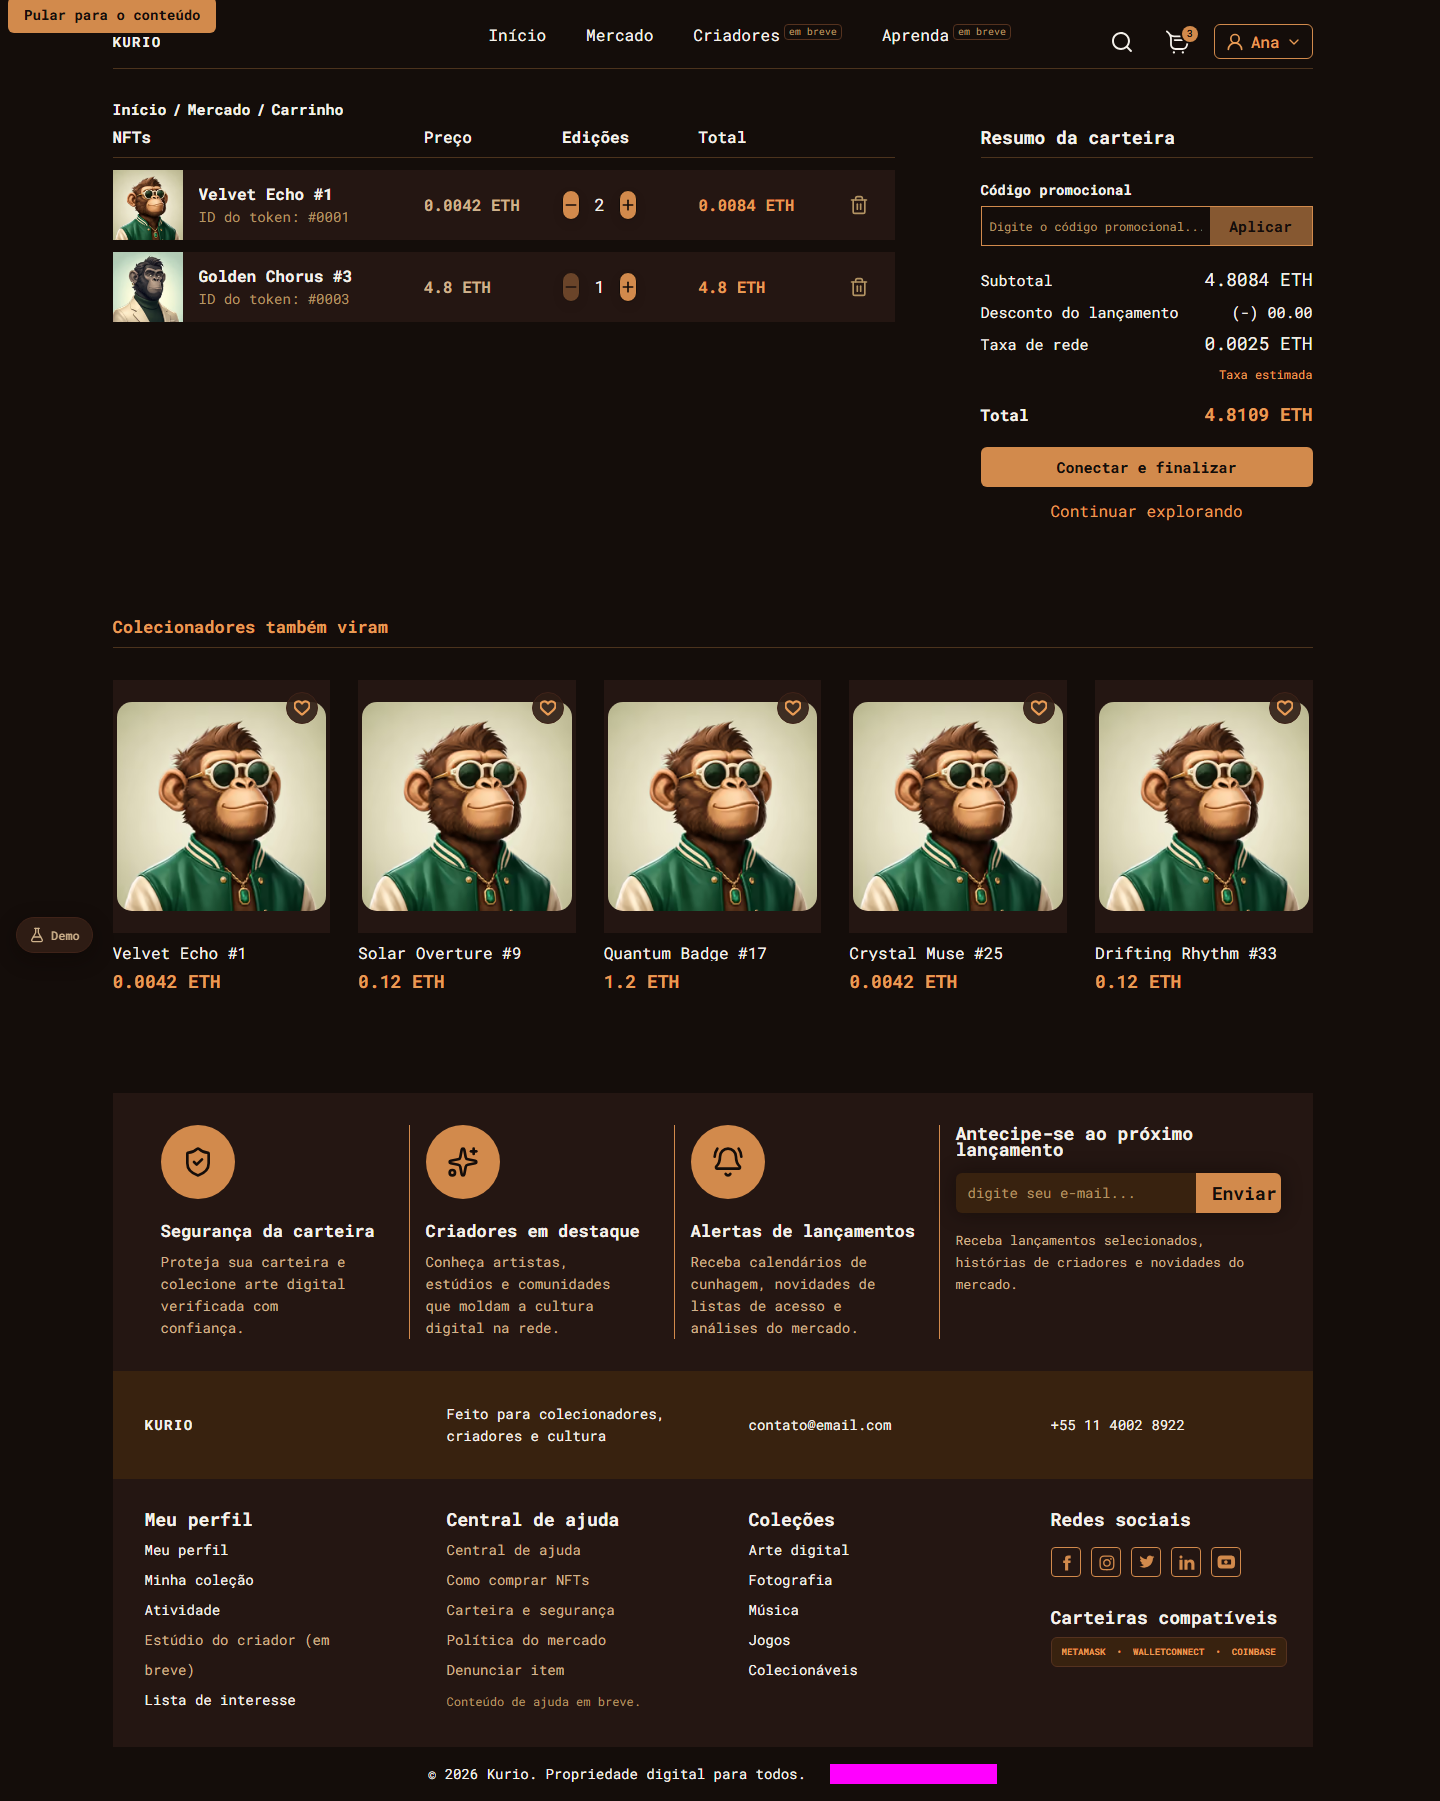 Pular para o conteúdo
KURIO
Início
Mercado
Criadores em breve
Aprenda em breve
3
Ana
Início / Mercado / Carrinho
NFTs
Preço
Edições
Total
Velvet Echo #1
ID do token: #0001
0.0042 ETH
2
0.0084 ETH
Golden Chorus #3
ID do token: #0003
4.8 ETH
1
4.8 ETH
Resumo da carteira
Código promocional
Digite o código promocional...
Aplicar
Subtotal 4.8084 ETH
Desconto do lançamento (-) 00.00
Taxa de rede 0.0025 ETH
Taxa estimada
Total 4.8109 ETH
Conectar e finalizar
Continuar explorando
Colecionadores também viram
Velvet Echo #1
0.0042 ETH
Solar Overture #9
0.12 ETH
Quantum Badge #17
1.2 ETH
Crystal Muse #25
0.0042 ETH
Drifting Rhythm #33
0.12 ETH
Demo
Segurança da carteira
Proteja sua carteira e
colecione arte digital
verificada com
confiança.
Criadores em destaque
Conheça artistas,
estúdios e comunidades
que moldam a cultura
digital na rede.
Alertas de lançamentos
Receba calendários de
cunhagem, novidades de
listas de acesso e
análises do mercado.
Antecipe-se ao próximo
lançamento
digite seu e-mail...
Enviar
Receba lançamentos selecionados,
histórias de criadores e novidades do
mercado.
KURIO
Feito para colecionadores,
criadores e cultura
contato@email.com
+55 11 4002 8922
Meu perfil
Meu perfil
Minha coleção
Atividade
Estúdio do criador (em
breve)
Lista de interesse
Central de ajuda
Central de ajuda
Como comprar NFTs
Carteira e segurança
Política do mercado
Denunciar item
Conteúdo de ajuda em breve.
Coleções
Arte digital
Fotografia
Música
Jogos
Colecionáveis
Redes sociais
Carteiras compatíveis
METAMASK • WALLETCONNECT • COINBASE
© 2026 Kurio. Propriedade digital para todos.